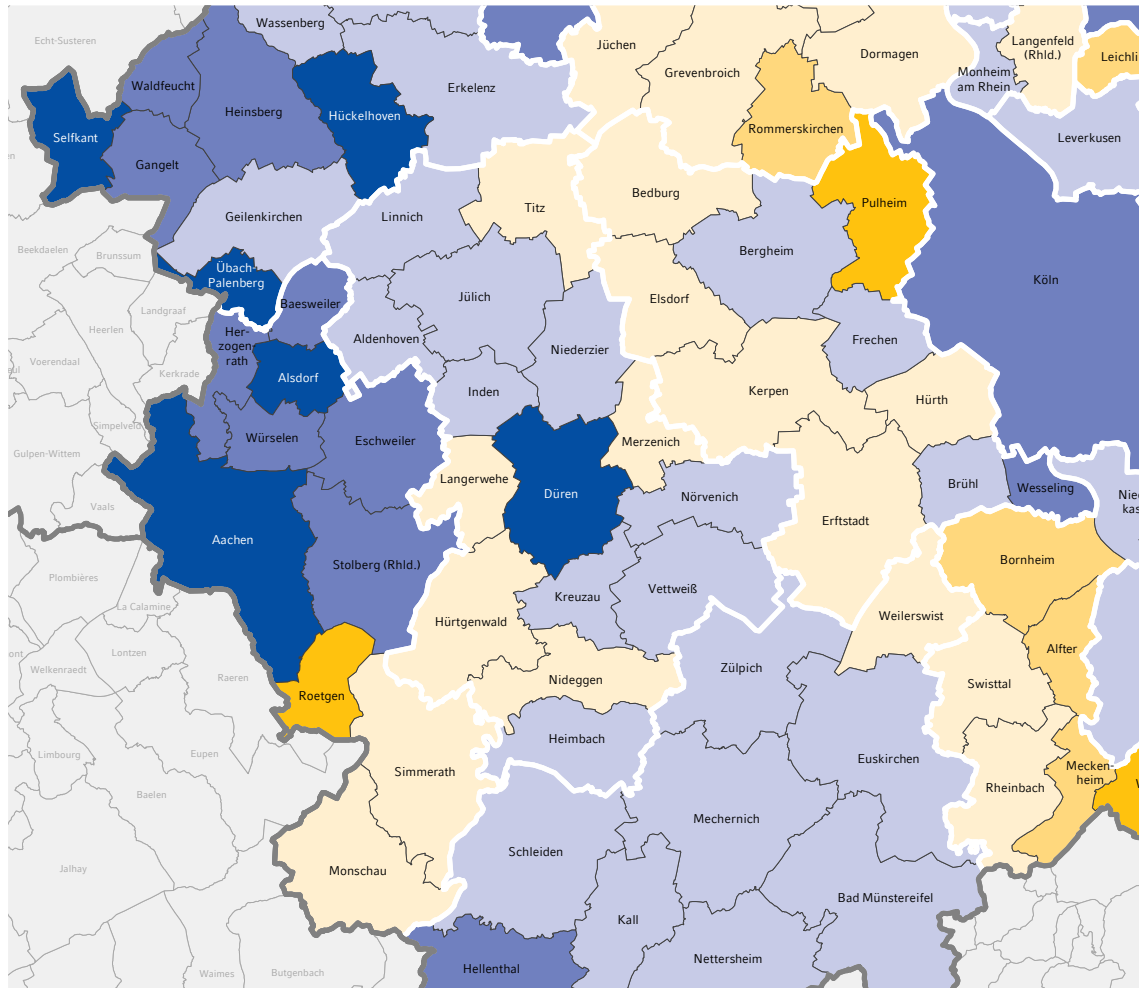 Wassenberg
Echt-Susteren
Jüchen
Grevenbroich
Dormagen
Langenfeld
(Rhld.)
Leichli
Monheim
am Rhein
Waldfeucht
Heinsberg
Hückelhoven
Erkelenz
Rommerskirchen
Leverkusen
Selfkant
Gangelt
Bedburg
Pulheim
Titz
Linnich
Geilenkirchen
Beekdaelen
Brunssum
Bergheim
Köln
Übach-
Palenberg
Baesweiler
Jülich
Elsdorf
Landgraaf
Heerlen
Her-
zogen-
rath
Aldenhoven
Niederzier
Frechen
Voerendaal
Kerkrade
Alsdorf
Inden
Kerpen
Hürth
Simpelveld
Würselen
Eschweiler
Merzenich
Gulpen-Wittem
Langerwehe
Düren
Nörvenich
Brühl
Wesseling
Nied
kas
Vaals
Erftstadt
Aachen
Stolberg (Rhld.)
Bornheim
Plombières
Kreuzau
Vettweiß
La Calamine
Hürtgenwald
Weilerswist
Lontzen
Alfter
Welkenraedt
Raeren
Zülpich
Nideggen
Swisttal
Roetgen
Heimbach
Limbourg
Eupen
Euskirchen
Simmerath
Mecken-
heim
Rheinbach
Baelen
Mechernich
Schleiden
Jalhay
Monschau
Bad Münstereifel
Kall
Nettersheim
Hellenthal
Waimes
Butgenbach